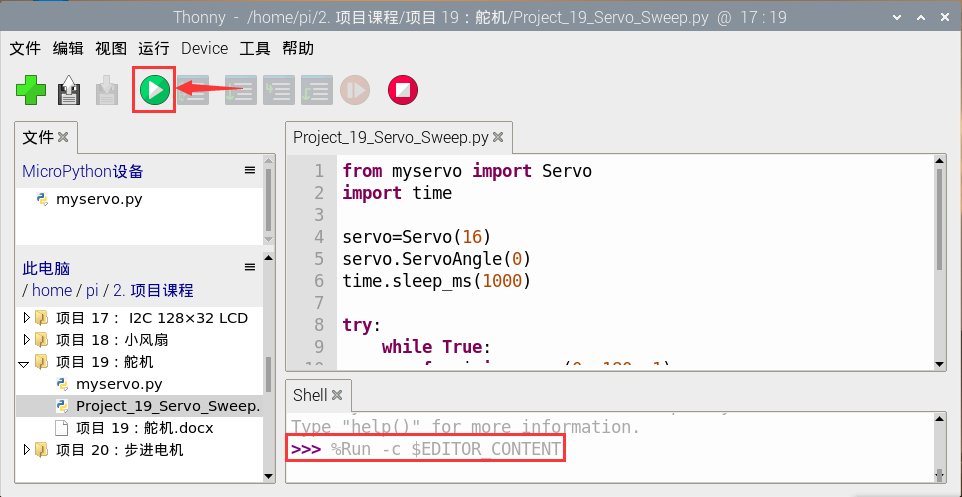 Thonny - /home/pi/2. 项目课程/项目 19：舵机/Project_19_Servo_Sweep.py @ 17 : 19
文件 编辑 视图 运行 Device 工具 帮助
文件
MicroPython设备
myservo.py
此电脑
/ home / pi / 2. 项目课程
项目 17： I2C 128×32 LCD
项目 18：小风扇
项目 19：舵机
myservo.py
Project_19_Servo_Sweep.
项目 19：舵机.docx
项目 20：步进电机
Project_19_Servo_Sweep.py
1 from myservo import Servo
2 import time
3
4 servo=Servo(16)
5 servo.ServoAngle(0)
6 time.sleep_ms(1000)
7
8 try:
9 while True:
Shell
Type "help()" for more information.
>>> %Run -c $EDITOR_CONTENT